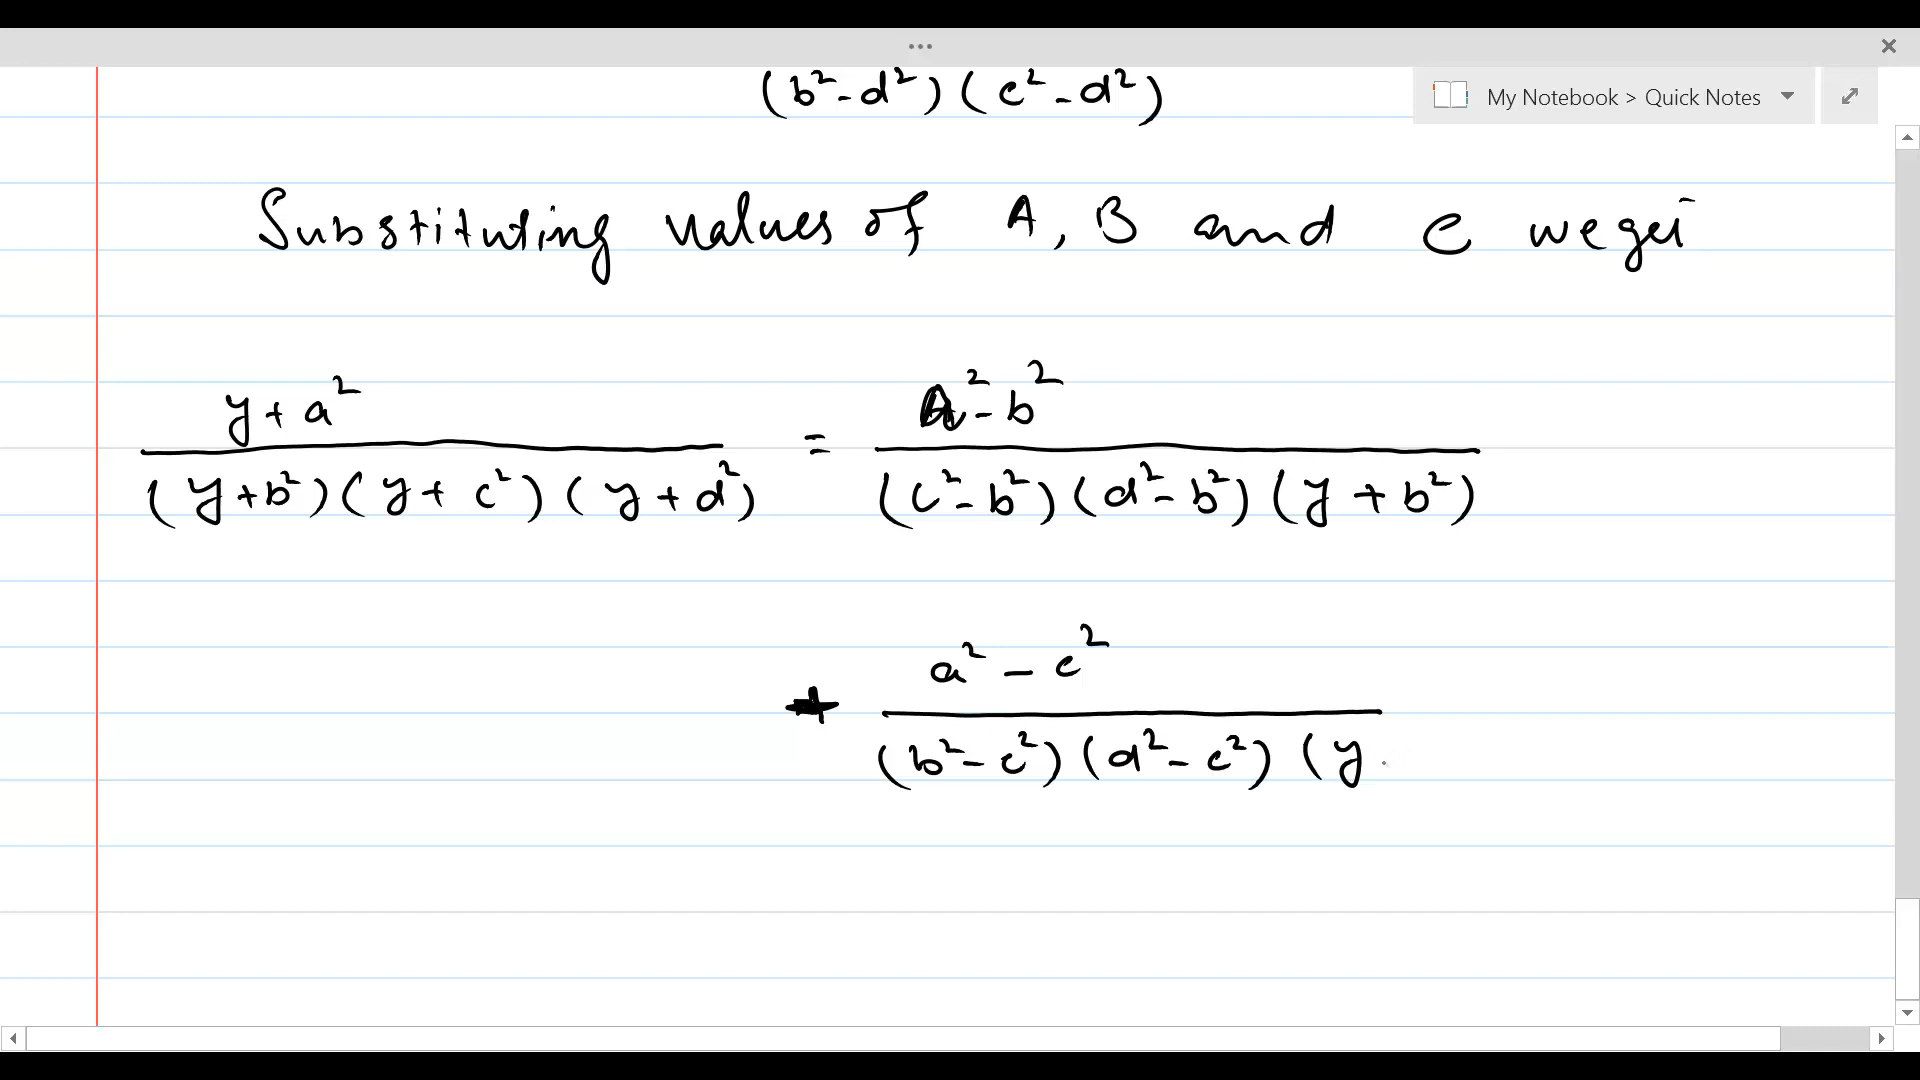 (b² - d²) (c² - d²)
My Notebook > Quick Notes
Substituting values of A, B and C we get
y + a² / (y + b²) (y + c²) (y + d²) = a² - b² / (c² - b²) (d² - b²) (y + b²)
+ a² - c² / (b² - c²) (d² - c²) (y